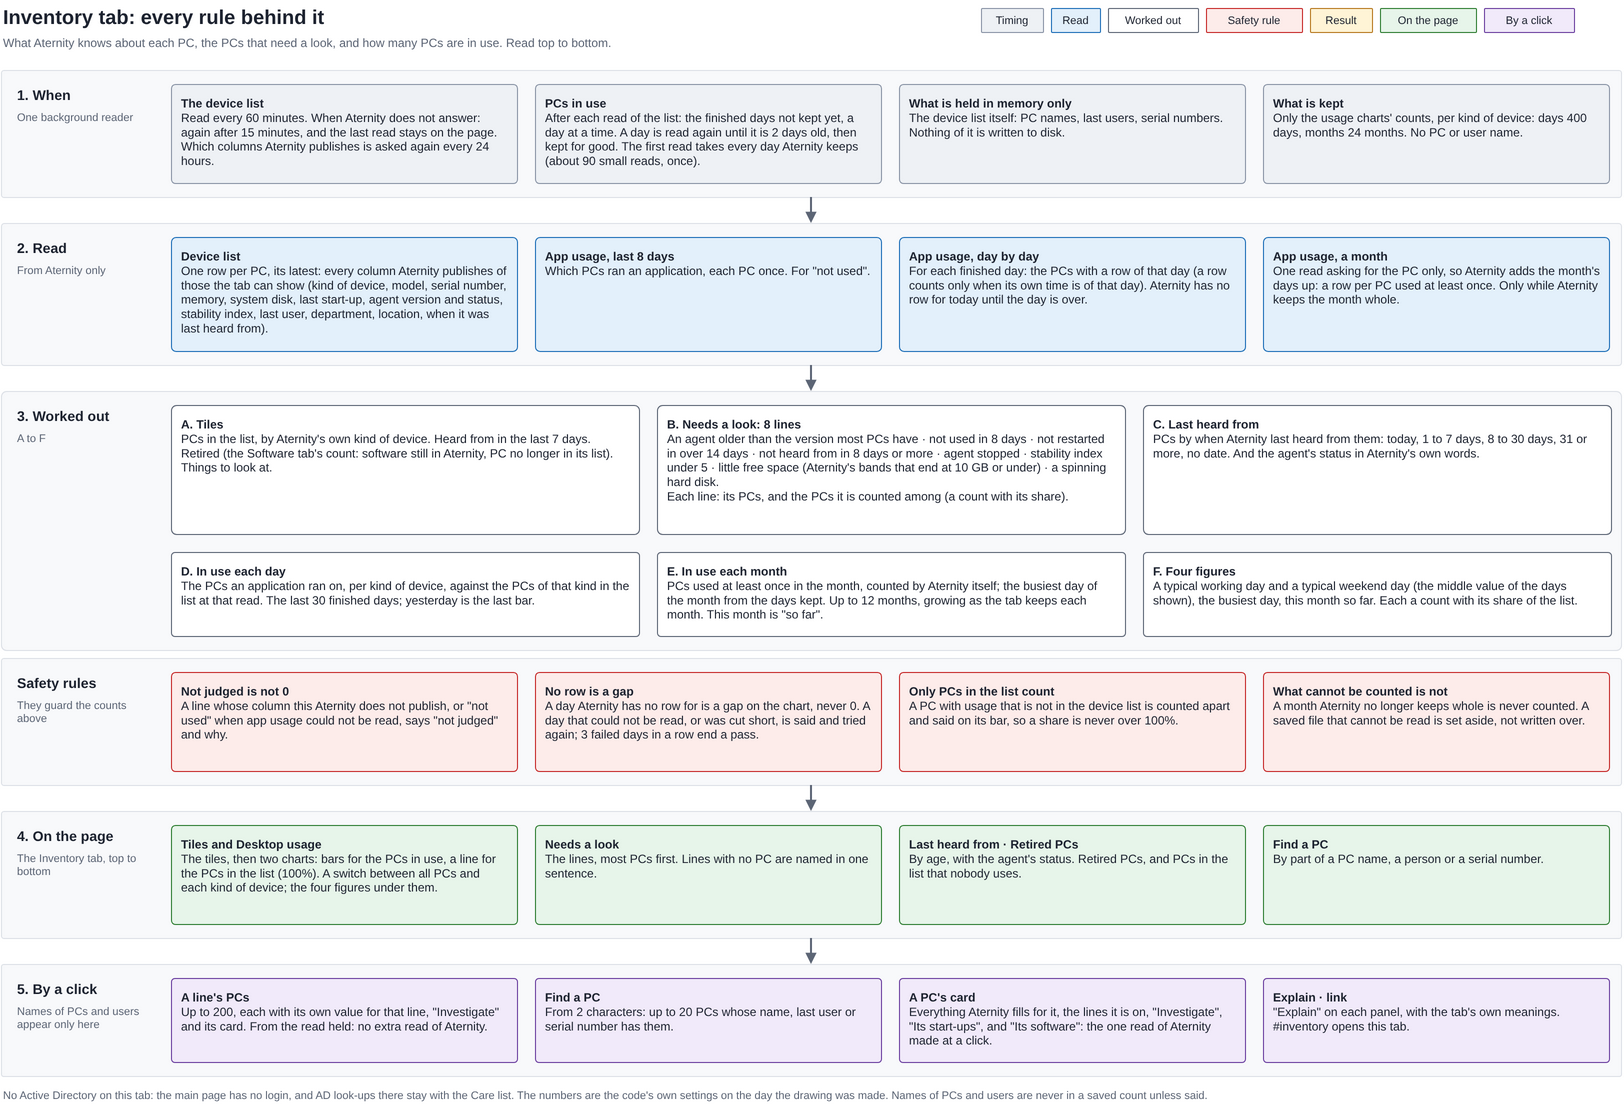 Inventory tab: every rule behind it
What Aternity knows about each PC, the PCs that need a look, and how many PCs are in use. Read top to bottom.
Timing
Read
Worked out
Safety rule
Result
On the page
By a click
1. When
One background reader
The device list
Read every 60 minutes. When Aternity does not answer:
again after 15 minutes, and the last read stays on the page.
Which columns Aternity publishes is asked again every 24
hours.
PCs in use
After each read of the list: the finished days not kept yet, a
day at a time. A day is read again until it is 2 days old, then
kept for good. The first read takes every day Aternity keeps
(about 90 small reads, once).
What is held in memory only
The device list itself: PC names, last users, serial numbers.
Nothing of it is written to disk.
What is kept
Only the usage charts' counts, per kind of device: days 400
days, months 24 months. No PC or user name.
2. Read
From Aternity only
Device list
One row per PC, its latest: every column Aternity publishes of
those the tab can show (kind of device, model, serial number,
memory, system disk, last start-up, agent version and status,
stability index, last user, department, location, when it was
last heard from).
App usage, last 8 days
Which PCs ran an application, each PC once. For "not used".
App usage, day by day
For each finished day: the PCs with a row of that day (a row
counts only when its own time is of that day). Aternity has no
row for today until the day is over.
App usage, a month
One read asking for the PC only, so Aternity adds the month's
days up: a row per PC used at least once. Only while Aternity
keeps the month whole.
3. Worked out
A to F
A. Tiles
PCs in the list, by Aternity's own kind of device. Heard from in the last 7 days.
Retired (the Software tab's count: software still in Aternity, PC no longer in its list).
Things to look at.
B. Needs a look: 8 lines
An agent older than the version most PCs have · not used in 8 days · not restarted
in over 14 days · not heard from in 8 days or more · agent stopped · stability index
under 5 · little free space (Aternity's bands that end at 10 GB or under) · a spinning
hard disk.
Each line: its PCs, and the PCs it is counted among (a count with its share).
C. Last heard from
PCs by when Aternity last heard from them: today, 1 to 7 days, 8 to 30 days, 31 or
more, no date. And the agent's status in Aternity's own words.
D. In use each day
The PCs an application ran on, per kind of device, against the PCs of that kind in the
list at that read. The last 30 finished days; yesterday is the last bar.
E. In use each month
PCs used at least once in the month, counted by Aternity itself; the busiest day of
the month from the days kept. Up to 12 months, growing as the tab keeps each
month. This month is "so far".
F. Four figures
A typical working day and a typical weekend day (the middle value of the days
shown), the busiest day, this month so far. Each a count with its share of the list.
Safety rules
They guard the counts
above
Not judged is not 0
A line whose column this Aternity does not publish, or "not
used" when app usage could not be read, says "not judged"
and why.
No row is a gap
A day Aternity has no row for is a gap on the chart, never 0. A
day that could not be read, or was cut short, is said and tried
again; 3 failed days in a row end a pass.
Only PCs in the list count
A PC with usage that is not in the device list is counted apart
and said on its bar, so a share is never over 100%.
What cannot be counted is not
A month Aternity no longer keeps whole is never counted. A
saved file that cannot be read is set aside, not written over.
4. On the page
The Inventory tab, top to
bottom
Tiles and Desktop usage
The tiles, then two charts: bars for the PCs in use, a line for
the PCs in the list (100%). A switch between all PCs and
each kind of device; the four figures under them.
Needs a look
The lines, most PCs first. Lines with no PC are named in one
sentence.
Last heard from · Retired PCs
By age, with the agent's status. Retired PCs, and PCs in the
list that nobody uses.
Find a PC
By part of a PC name, a person or a serial number.
5. By a click
Names of PCs and users
appear only here
A line's PCs
Up to 200, each with its own value for that line, "Investigate"
and its card. From the read held: no extra read of Aternity.
Find a PC
From 2 characters: up to 20 PCs whose name, last user or
serial number has them.
A PC's card
Everything Aternity fills for it, the lines it is on, "Investigate",
"Its start-ups", and "Its software": the one read of Aternity
made at a click.
Explain · link
"Explain" on each panel, with the tab's own meanings.
#inventory opens this tab.
No Active Directory on this tab: the main page has no login, and AD look-ups there stay with the Care list. The numbers are the code's own settings on the day the drawing was made. Names of PCs and users are never in a saved count unless said.